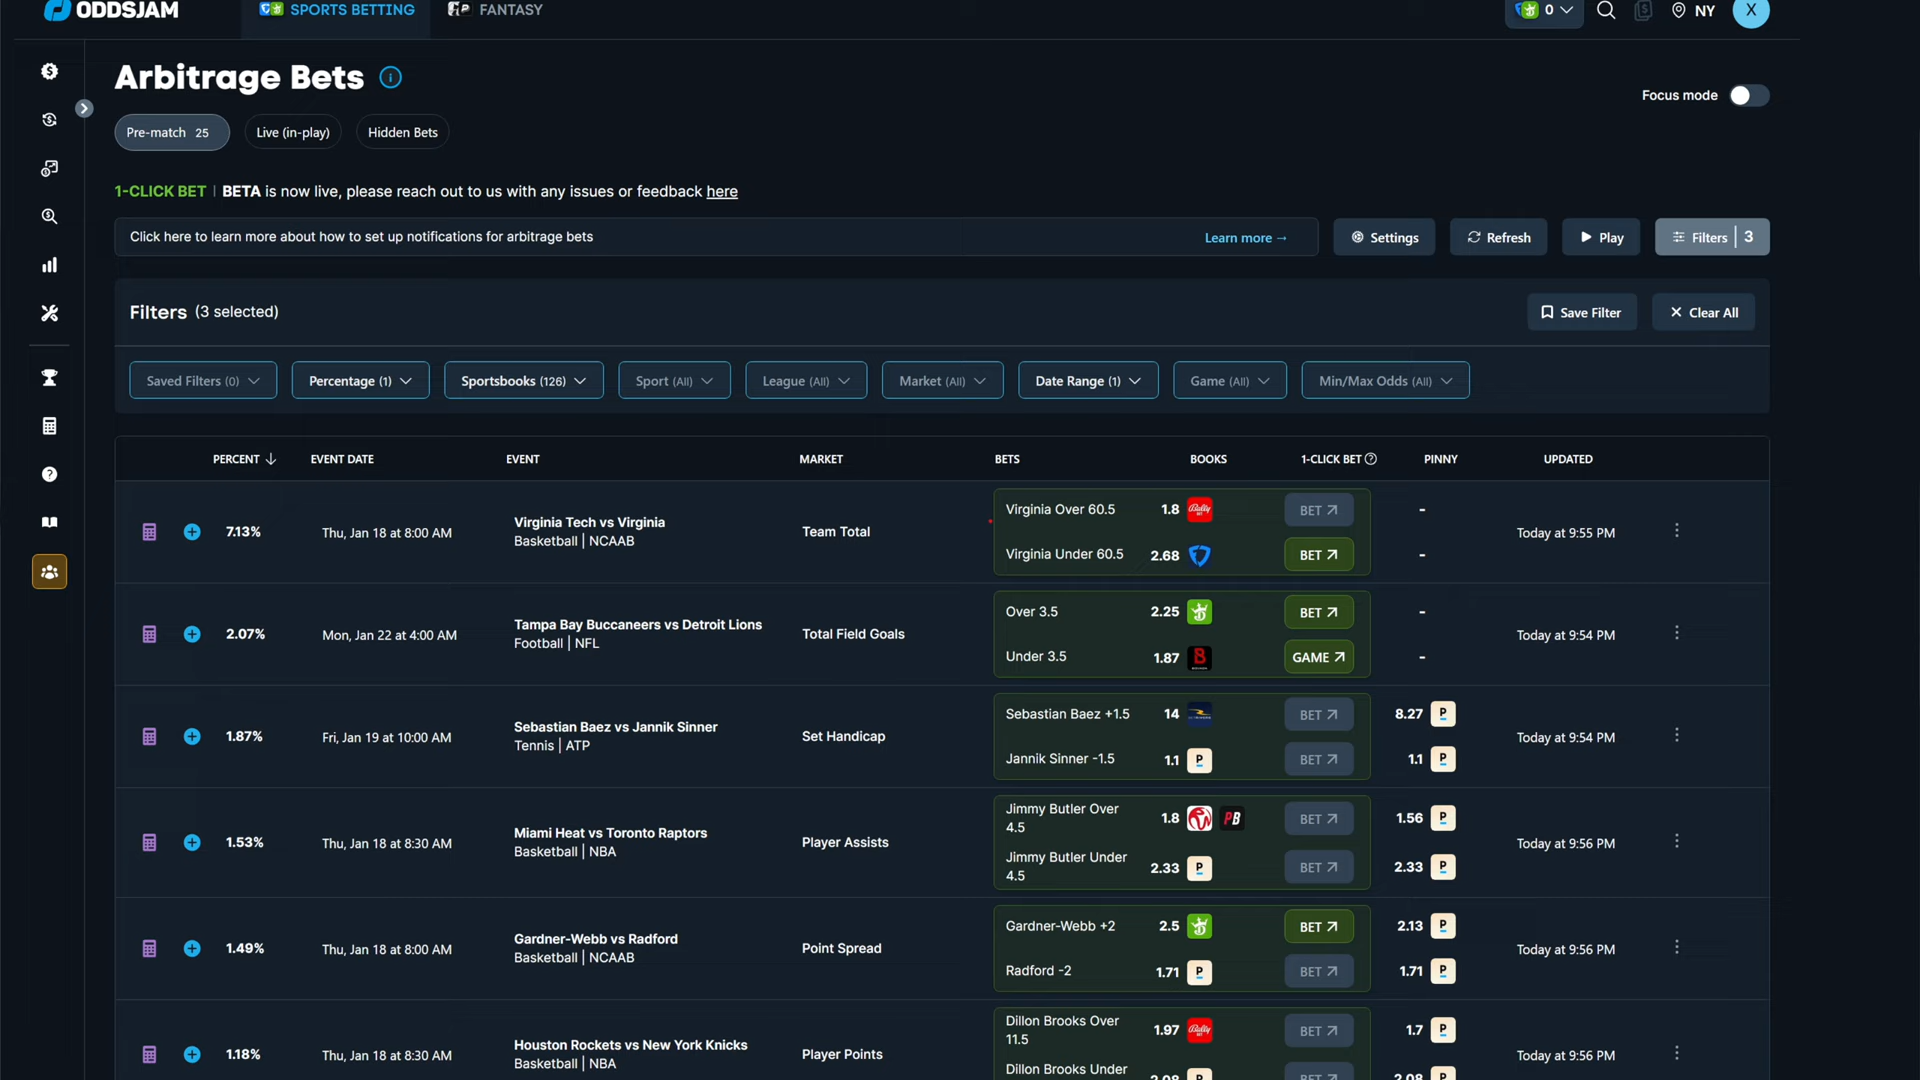 ODDSJAM
SPORTS BETTING
FANTASY
0
NY
X
Arbitrage Bets
Focus mode
Pre-match 25
Live (in-play)
Hidden Bets
1-CLICK BET | BETA is now live, please reach out to us with any issues or feedback here
Click here to learn more about how to set up notifications for arbitrage bets
Learn more →
Settings
Refresh
Play
Filters | 3
Filters (3 selected)
Save Filter
Clear All
Saved Filters (0)
Percentage (1)
Sportsbooks (126)
Sport (All)
League (All)
Market (All)
Date Range (1)
Game (All)
Min/Max Odds (All)
PERCENT
EVENT DATE
EVENT
MARKET
BETS
BOOKS
1-CLICK BET
PINNY
UPDATED
7.13%
Thu, Jan 18 at 8:00 AM
Virginia Tech vs Virginia
Basketball | NCAAB
Team Total
Virginia Over 60.5
1.8
Bally BET
BET
-
Virginia Under 60.5
2.68
BET
-
Today at 9:55 PM
2.07%
Mon, Jan 22 at 4:00 AM
Tampa Bay Buccaneers vs Detroit Lions
Football | NFL
Total Field Goals
Over 3.5
2.25
BET
-
Under 3.5
1.87
B
GAME
-
Today at 9:54 PM
1.87%
Fri, Jan 19 at 10:00 AM
Sebastian Baez vs Jannik Sinner
Tennis | ATP
Set Handicap
Sebastian Baez +1.5
14
BET
8.27
P
Jannik Sinner -1.5
1.1
P
BET
1.1
P
Today at 9:54 PM
1.53%
Thu, Jan 18 at 8:30 AM
Miami Heat vs Toronto Raptors
Basketball | NBA
Player Assists
Jimmy Butler Over
4.5
1.8
PB
BET
1.56
P
Jimmy Butler Under
4.5
2.33
P
BET
2.33
P
Today at 9:56 PM
1.49%
Thu, Jan 18 at 8:00 AM
Gardner-Webb vs Radford
Basketball | NCAAB
Point Spread
Gardner-Webb +2
2.5
BET
2.13
P
Radford -2
1.71
P
BET
1.71
P
Today at 9:56 PM
1.18%
Thu, Jan 18 at 8:30 AM
Houston Rockets vs New York Knicks
Basketball | NBA
Player Points
Dillon Brooks Over
11.5
1.97
Bally BET
BET
1.7
P
Dillon Brooks Under
2.08
P
BET
2.08
P
Today at 9:56 PM